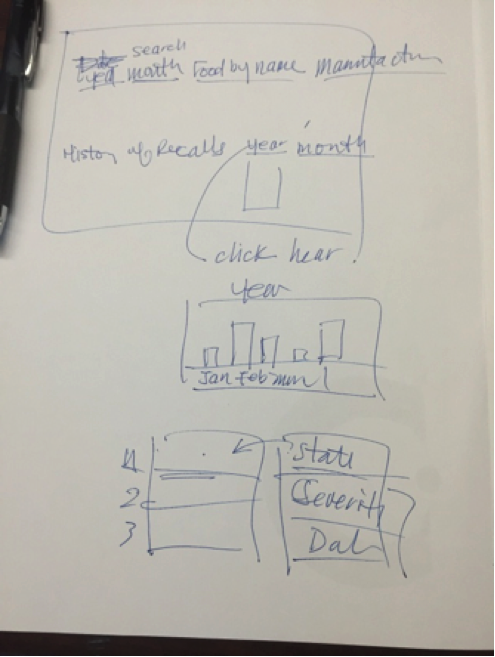 search
year month Food by name Manufactur
History of Recalls year month
click hear
year
Jan Feb mar
1 State
2 Severity
3 Dat